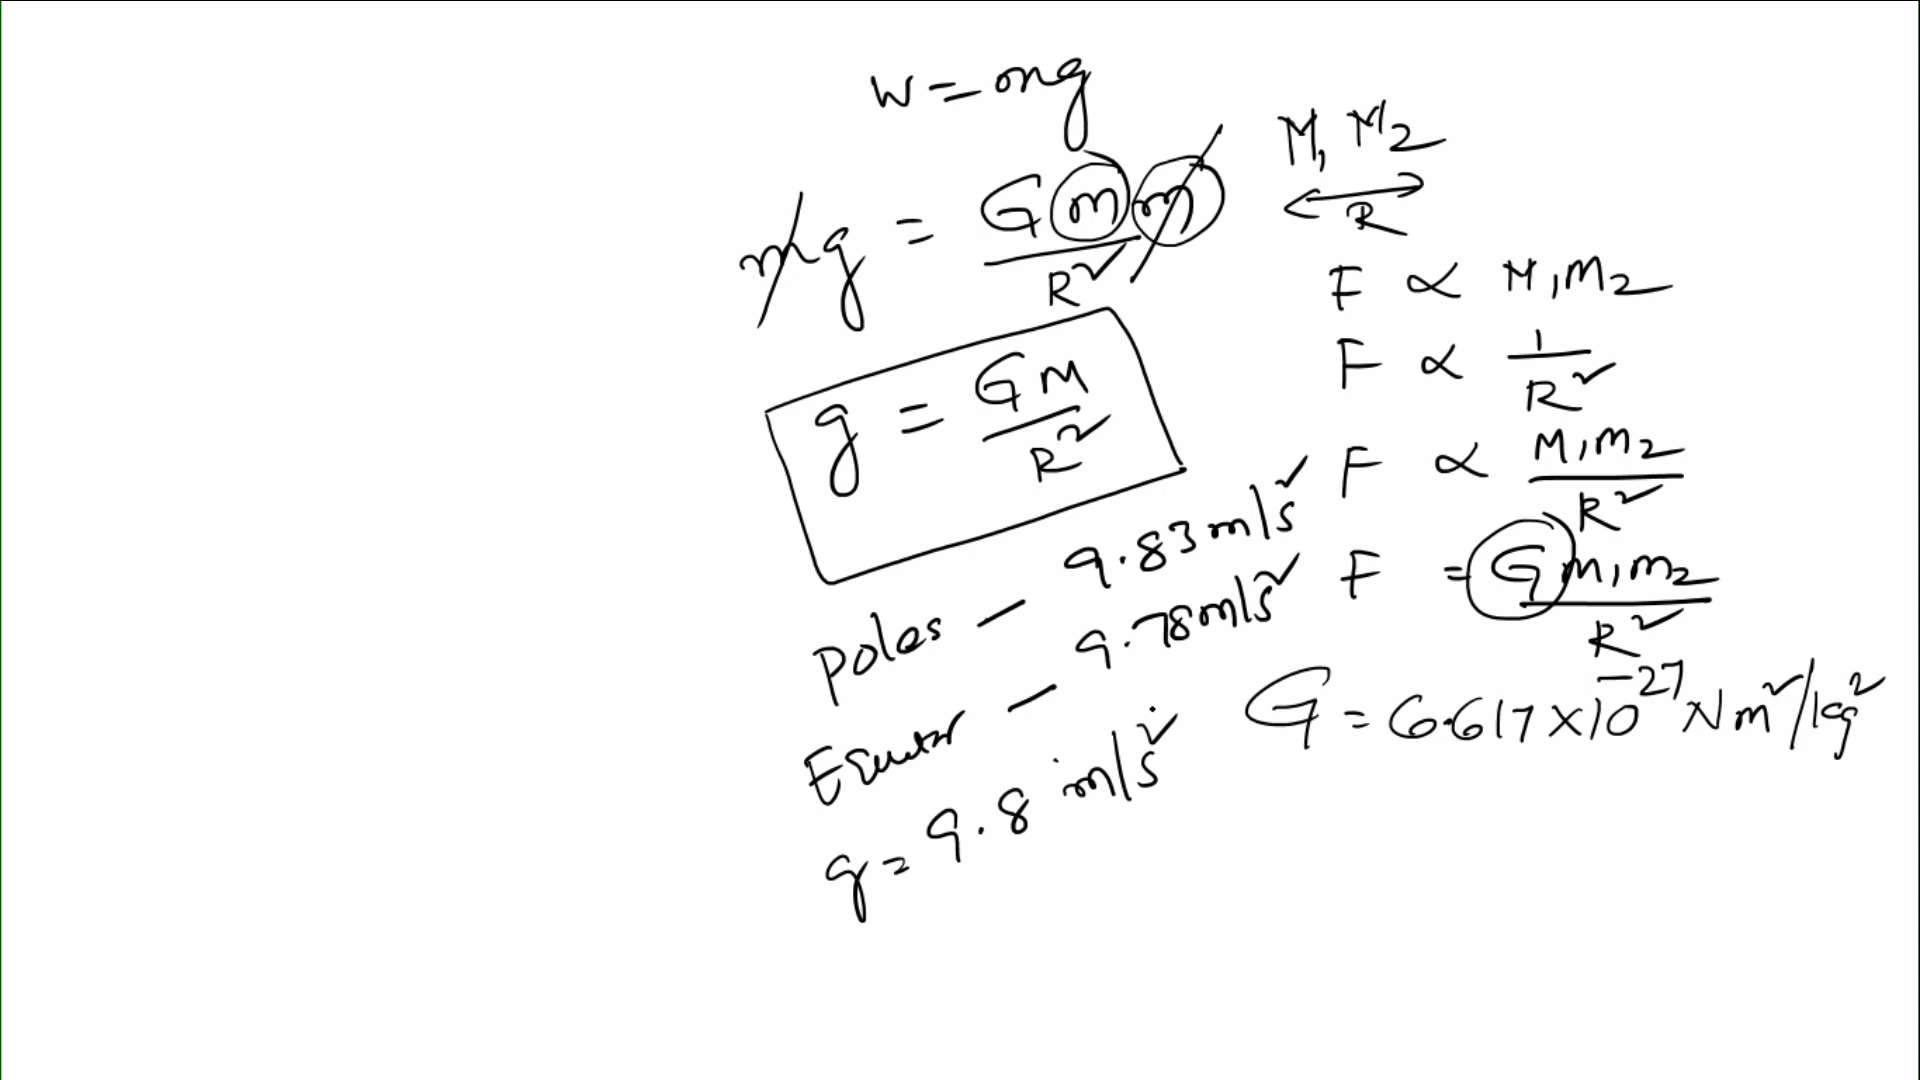 W = mg
mg = G m m / R²
g = GM / R²
Poles - 9.83 m/s²
Equator - 9.78 m/s²
g = 9.8 m/s²
M₁ M₂
R
F ∝ M₁M₂
F ∝ 1 / R²
F ∝ M₁M₂ / R²
F = G m₁m₂ / R²
G = 6.617 × 10⁻²⁷ Nm²/kg²